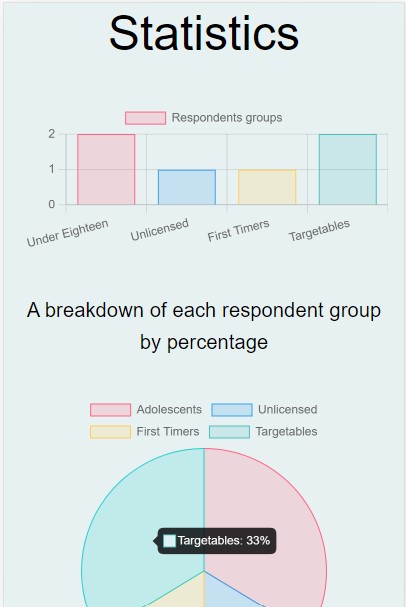 Statistics
Respondents groups
2
1
0
Under Eighteen
Unlicensed
First Timers
Targetables
A breakdown of each respondent group
by percentage
Adolescents Unlicensed
First Timers Targetables
Targetables: 33%